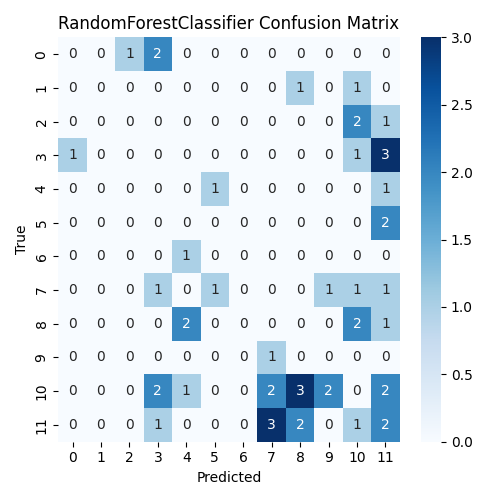 RandomForestClassifier Confusion Matrix
0 0 0 1 2 0 0 0 0 0 0 0 0
1 0 0 0 0 0 0 0 0 1 0 1 0
2 0 0 0 0 0 0 0 0 0 0 2 1
3 1 0 0 0 0 0 0 0 0 0 1 3
4 0 0 0 0 0 1 0 0 0 0 0 1
5 0 0 0 0 0 0 0 0 0 0 0 2
6 0 0 0 0 1 0 0 0 0 0 0 0
7 0 0 0 1 0 1 0 0 0 1 1 1
8 0 0 0 0 2 0 0 0 0 0 2 1
9 0 0 0 0 0 0 0 1 0 0 0 0
10 0 0 0 2 1 0 0 2 3 2 0 2
11 0 0 0 1 0 0 0 3 2 0 1 2
0 1 2 3 4 5 6 7 8 9 10 11
Predicted
True
3.0
2.5
2.0
1.5
1.0
0.5
0.0